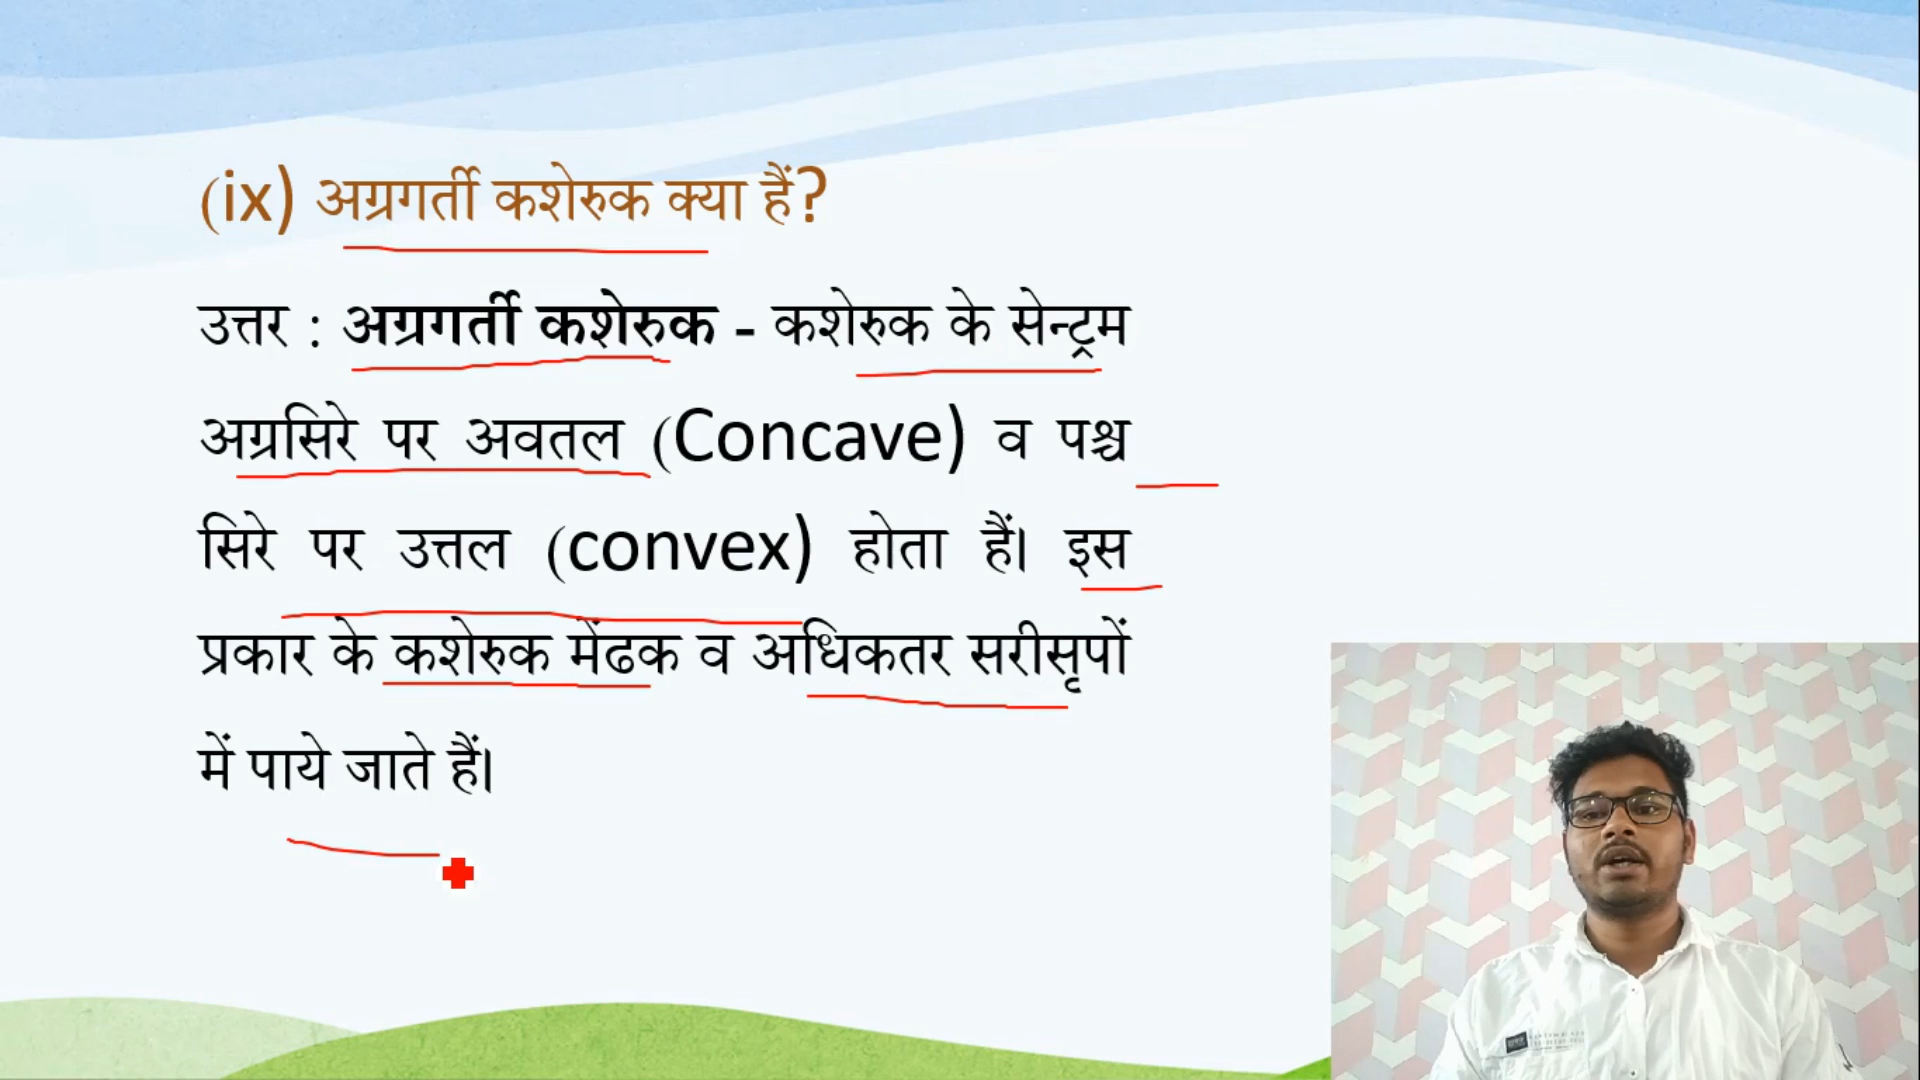 (ix) अग्रगर्ती कशेरुक क्या हैं?
उत्तर : अग्रगर्ती कशेरुक - कशेरुक के सेन्ट्रम
अग्रसिरे पर अवतल (Concave) व पश्च
सिरे पर उत्तल (convex) होता हैं। इस
प्रकार के कशेरुक मेंढक व अधिकतर सरीसृपों
में पाये जाते हैं।